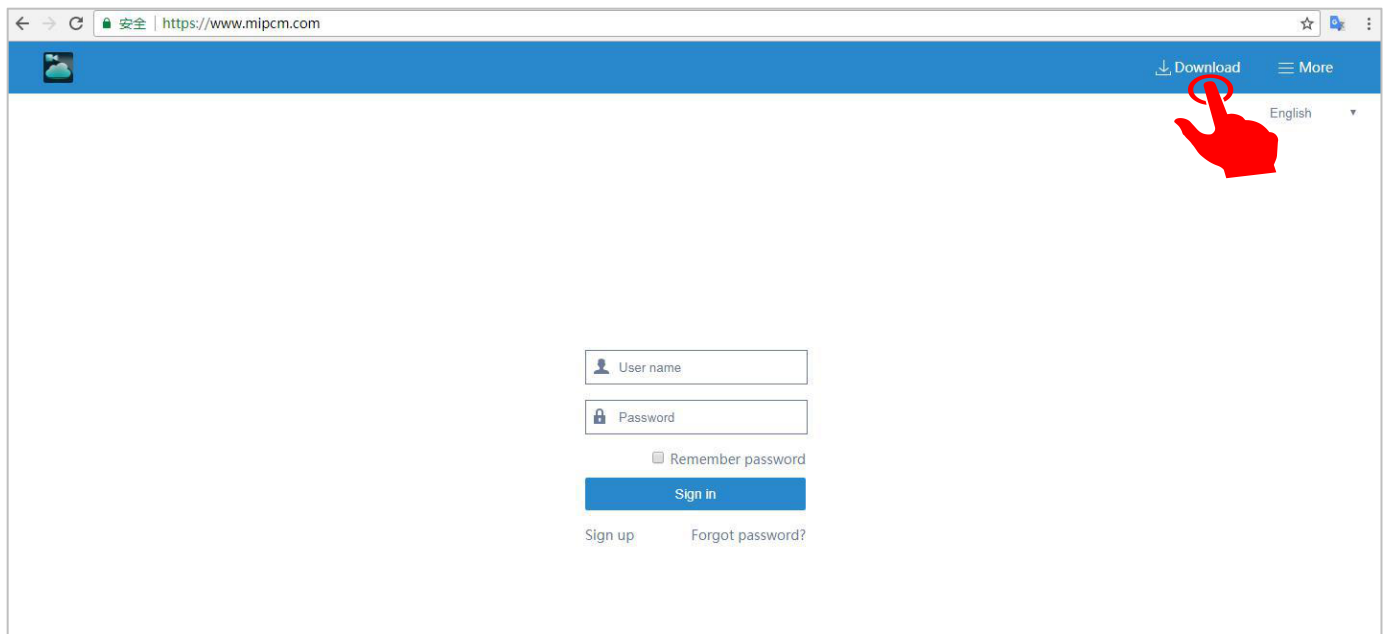 安全 | https://www.mipcm.com
Download More
English
User name
Password
Remember password
Sign in
Sign up Forgot password?